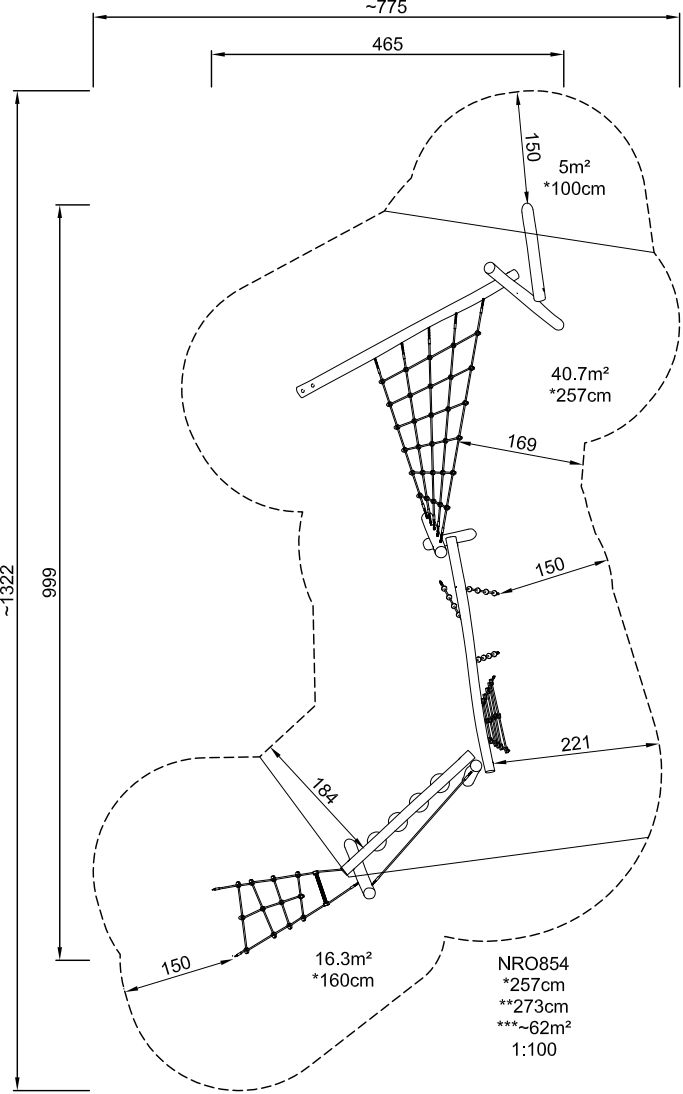 ~775
465
150
5m²
*100cm
40.7m²
*257cm
169
~1322
999
150
221
184
150
16.3m²
*160cm
NRO854
*257cm
**273cm
***~62m²
1:100